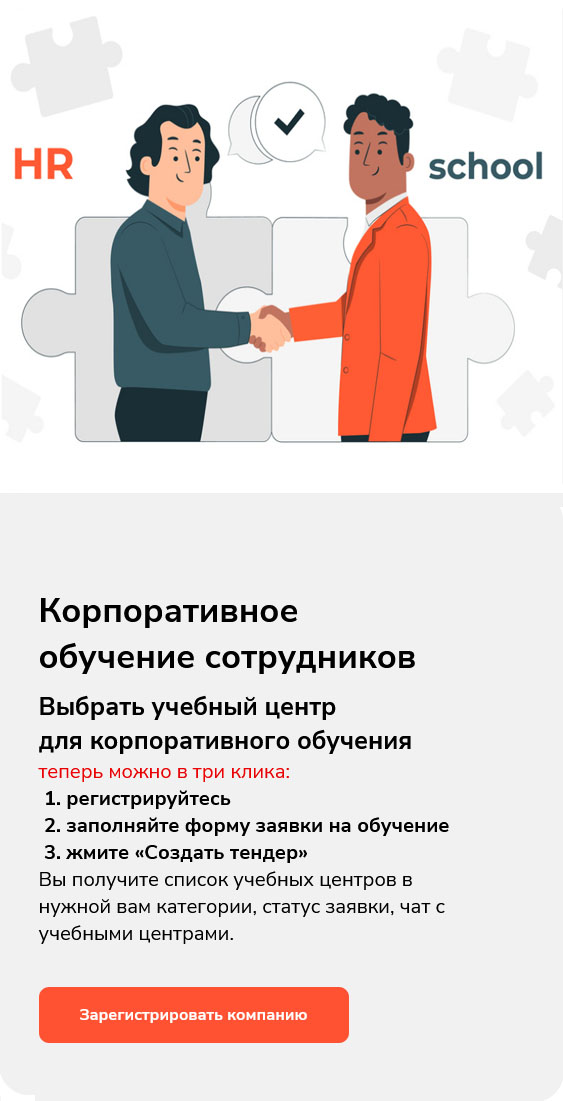 HR
school
Корпоративное
обучение сотрудников
Выбрать учебный центр
для корпоративного обучения
теперь можно в три клика:
1. регистрируйтесь
2. заполняйте форму заявки на обучение
3. жмите «Создать тендер»
Вы получите список учебных центров в
нужной вам категории, статус заявки, чат с
учебными центрами.
Зарегистрировать компанию